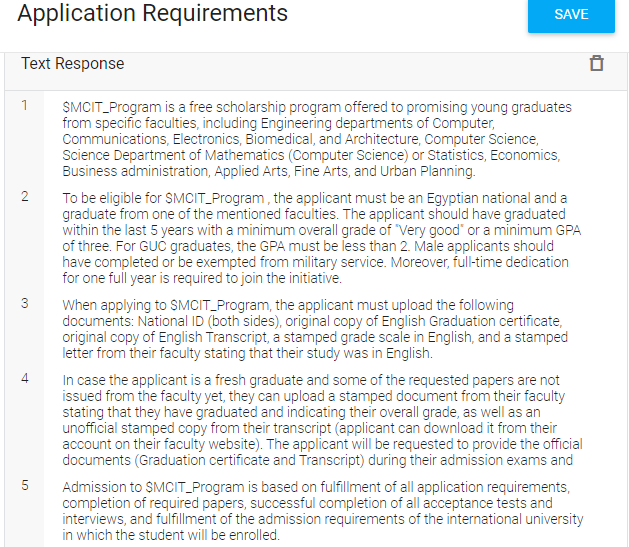 Application Requirements
SAVE
Text Response
1
$MCIT_Program is a free scholarship program offered to promising young graduates
from specific faculties, including Engineering departments of Computer,
Communications, Electronics, Biomedical, and Architecture, Computer Science,
Science Department of Mathematics (Computer Science) or Statistics, Economics,
Business administration, Applied Arts, Fine Arts, and Urban Planning.
2
To be eligible for $MCIT_Program , the applicant must be an Egyptian national and a
graduate from one of the mentioned faculties. The applicant should have graduated
within the last 5 years with a minimum overall grade of "Very good" or a minimum GPA
of three. For GUC graduates, the GPA must be less than 2. Male applicants should
have completed or be exempted from military service. Moreover, full-time dedication
for one full year is required to join the initiative.
3
When applying to $MCIT_Program, the applicant must upload the following
documents: National ID (both sides), original copy of English Graduation certificate,
original copy of English Transcript, a stamped grade scale in English, and a stamped
letter from their faculty stating that their study was in English.
4
In case the applicant is a fresh graduate and some of the requested papers are not
issued from the faculty yet, they can upload a stamped document from their faculty
stating that they have graduated and indicating their overall grade, as well as an
unofficial stamped copy from their transcript (applicant can download it from their
account on their faculty website). The applicant will be requested to provide the official
documents (Graduation certificate and Transcript) during their admission exams and
5
Admission to $MCIT_Program is based on fulfillment of all application requirements,
completion of required papers, successful completion of all acceptance tests and
interviews, and fulfillment of the admission requirements of the international university
in which the student will be enrolled.